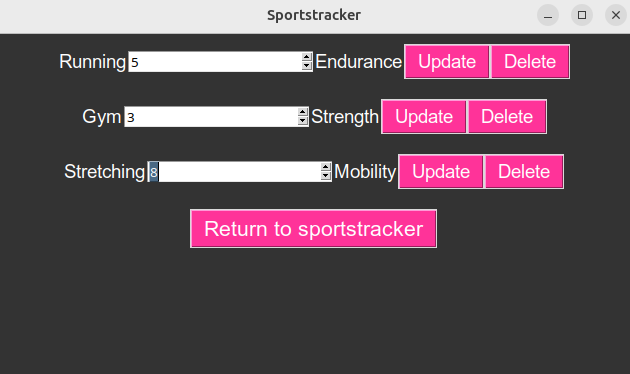 Sportstracker
Running 5 Endurance Update Delete
Gym 3 Strength Update Delete
Stretching 8 Mobility Update Delete
Return to sportstracker